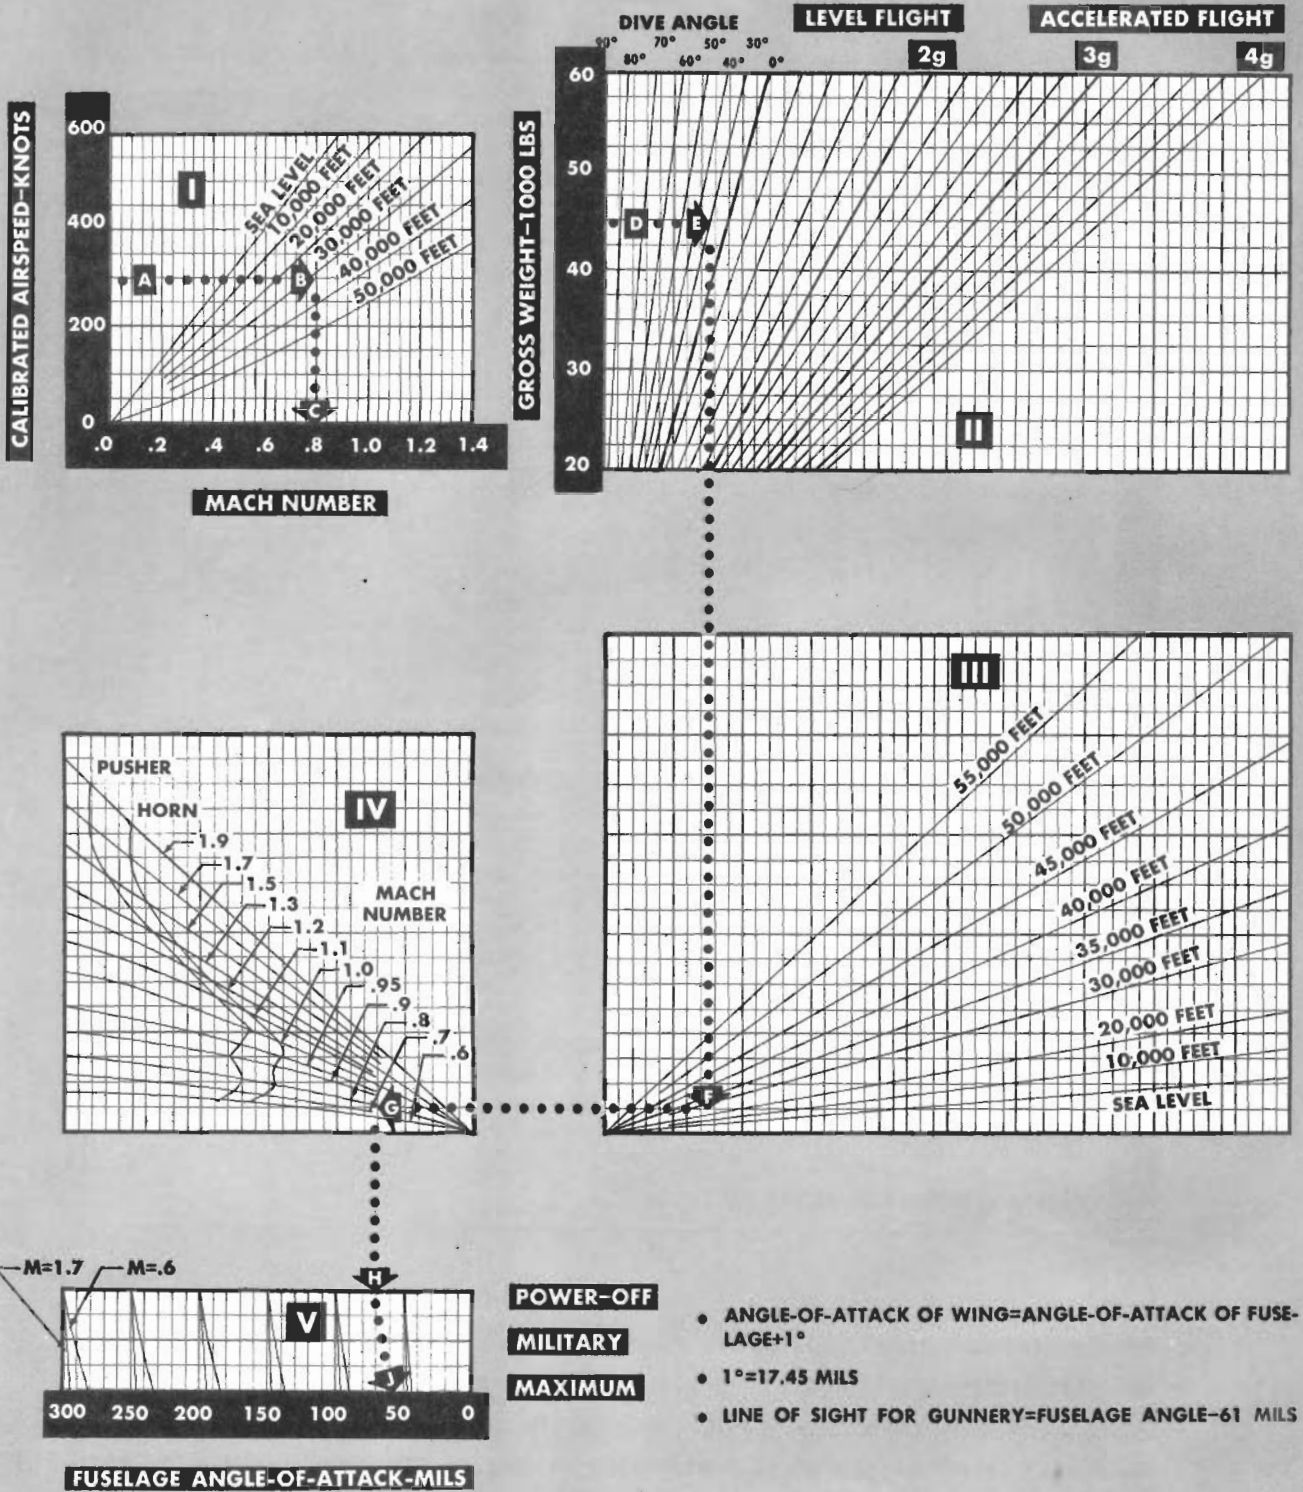 DIVE ANGLE
LEVEL FLIGHT
ACCELERATED FLIGHT
90° 70° 50° 30°
80° 60° 40° 0°
2g
3g
4g
CALIBRATED AIRSPED-KNOTS
600
400
200
0
I
SEA LEVEL
10,000 FEET
20,000 FEET
30,000 FEET
40,000 FEET
50,000 FEET
A
B
C
.0 .2 .4 .6 .8 1.0 1.2 1.4
MACH NUMBER
GROSS WEIGHT-1000 LBS
60
50
40
30
20
D
E
II
III
55,000 FEET
50,000 FEET
45,000 FEET
40,000 FEET
35,000 FEET
30,000 FEET
20,000 FEET
10,000 FEET
SEA LEVEL
F
PUSHER
HORN
IV
MACH
NUMBER
1.9
1.7
1.5
1.3
1.2
1.1
1.0
.95
.9
.8
.7
.6
G
H
M=1.7
M=.6
V
J
300 250 200 150 100 50 0
FUSELAGE ANGLE-OF-ATTACK-MILS
POWER-OFF
MILITARY
MAXIMUM
• ANGLE-OF-ATTACK OF WING=ANGLE-OF-ATTACK OF FUSE-
LAGE+1°
• 1°=17.45 MILS
• LINE OF SIGHT FOR GUNNERY=FUSELAGE ANGLE-61 MILS